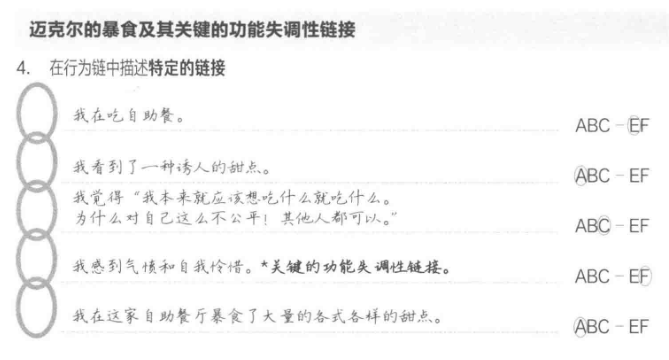 迈克尔的暴食及其关键的功能失调性链接
4. 在行为链中描述特定的链接
我在吃自助餐。
ABC – EF
我看到了一种诱人的甜点。
ABC – EF
我觉得“我本来就应该想吃什么就吃什么。
为什么对自己这么不公平！其他人都可以。”
ABC – EF
我感到气愤和自我怜惜。*关键的功能失调性链接。
ABC – EF
我在这家自助餐厅暴食了大量的各式各样的甜点。
ABC – EF